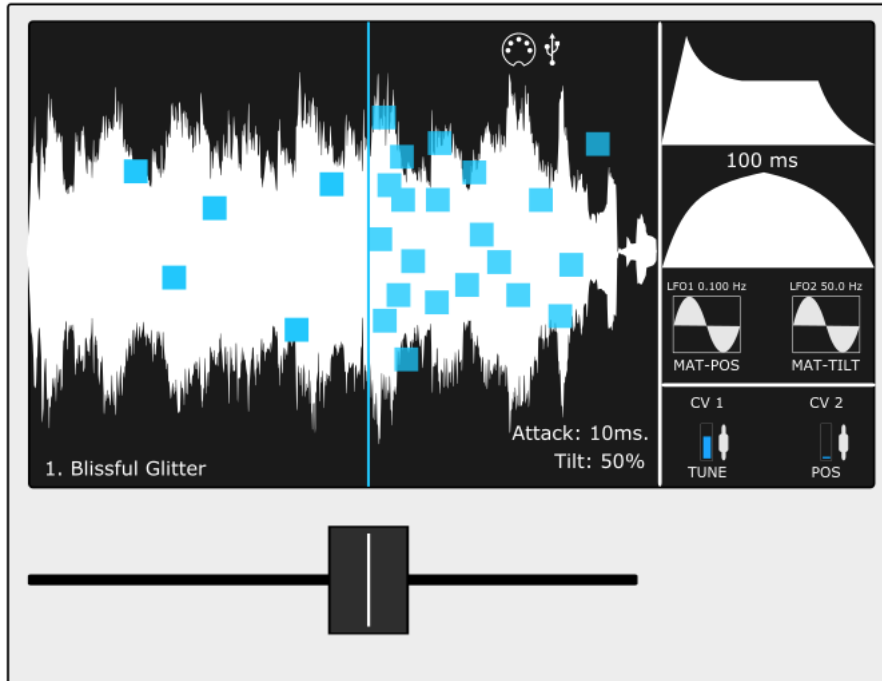 1. Blissful Glitter
Attack: 10ms.
Tilt: 50%
100 ms
LFO1 0.100 Hz
LFO2 50.0 Hz
MAT-POS
MAT-TILT
CV 1
CV 2
TUNE
POS